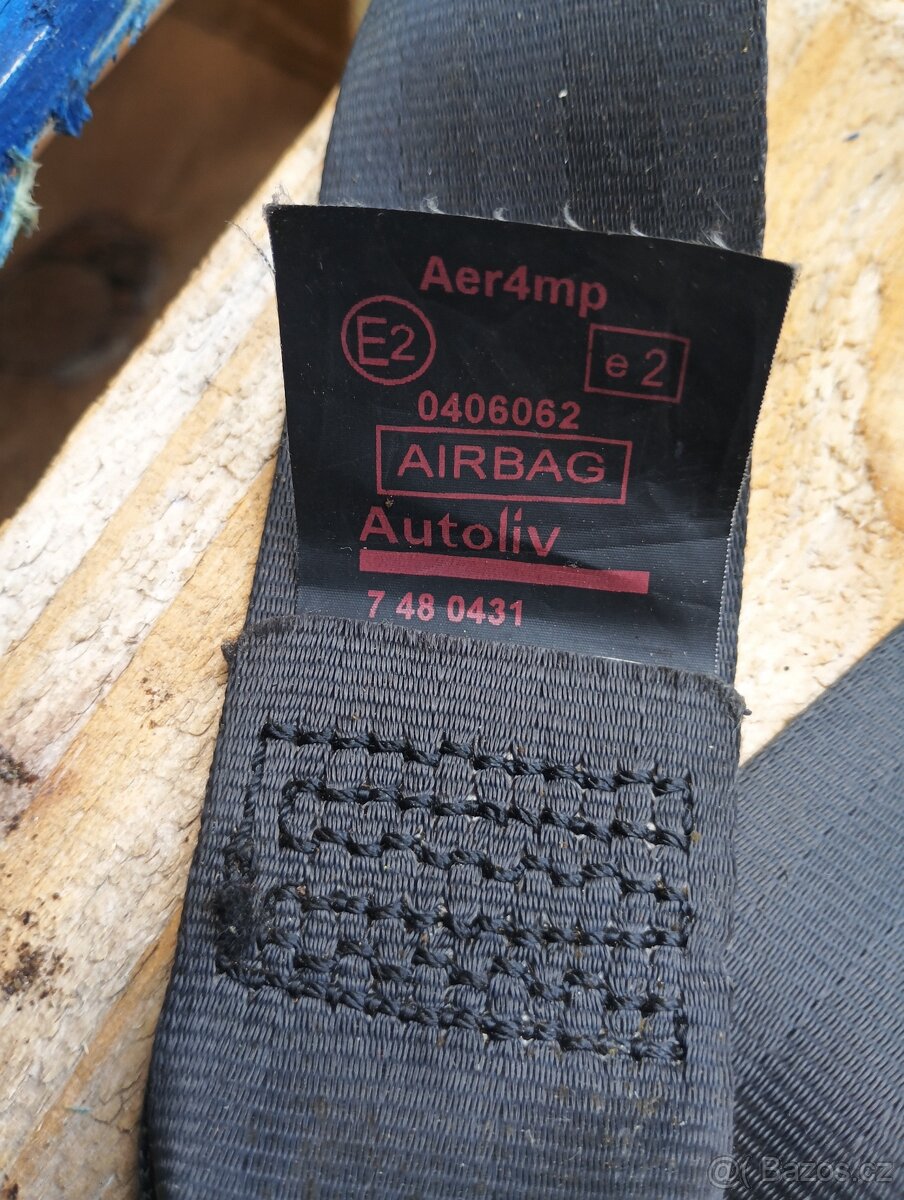 Aer4mp
E2
e 2
0406062
AIRBAG
Autoliv
7 48 0431
Bazos.cz